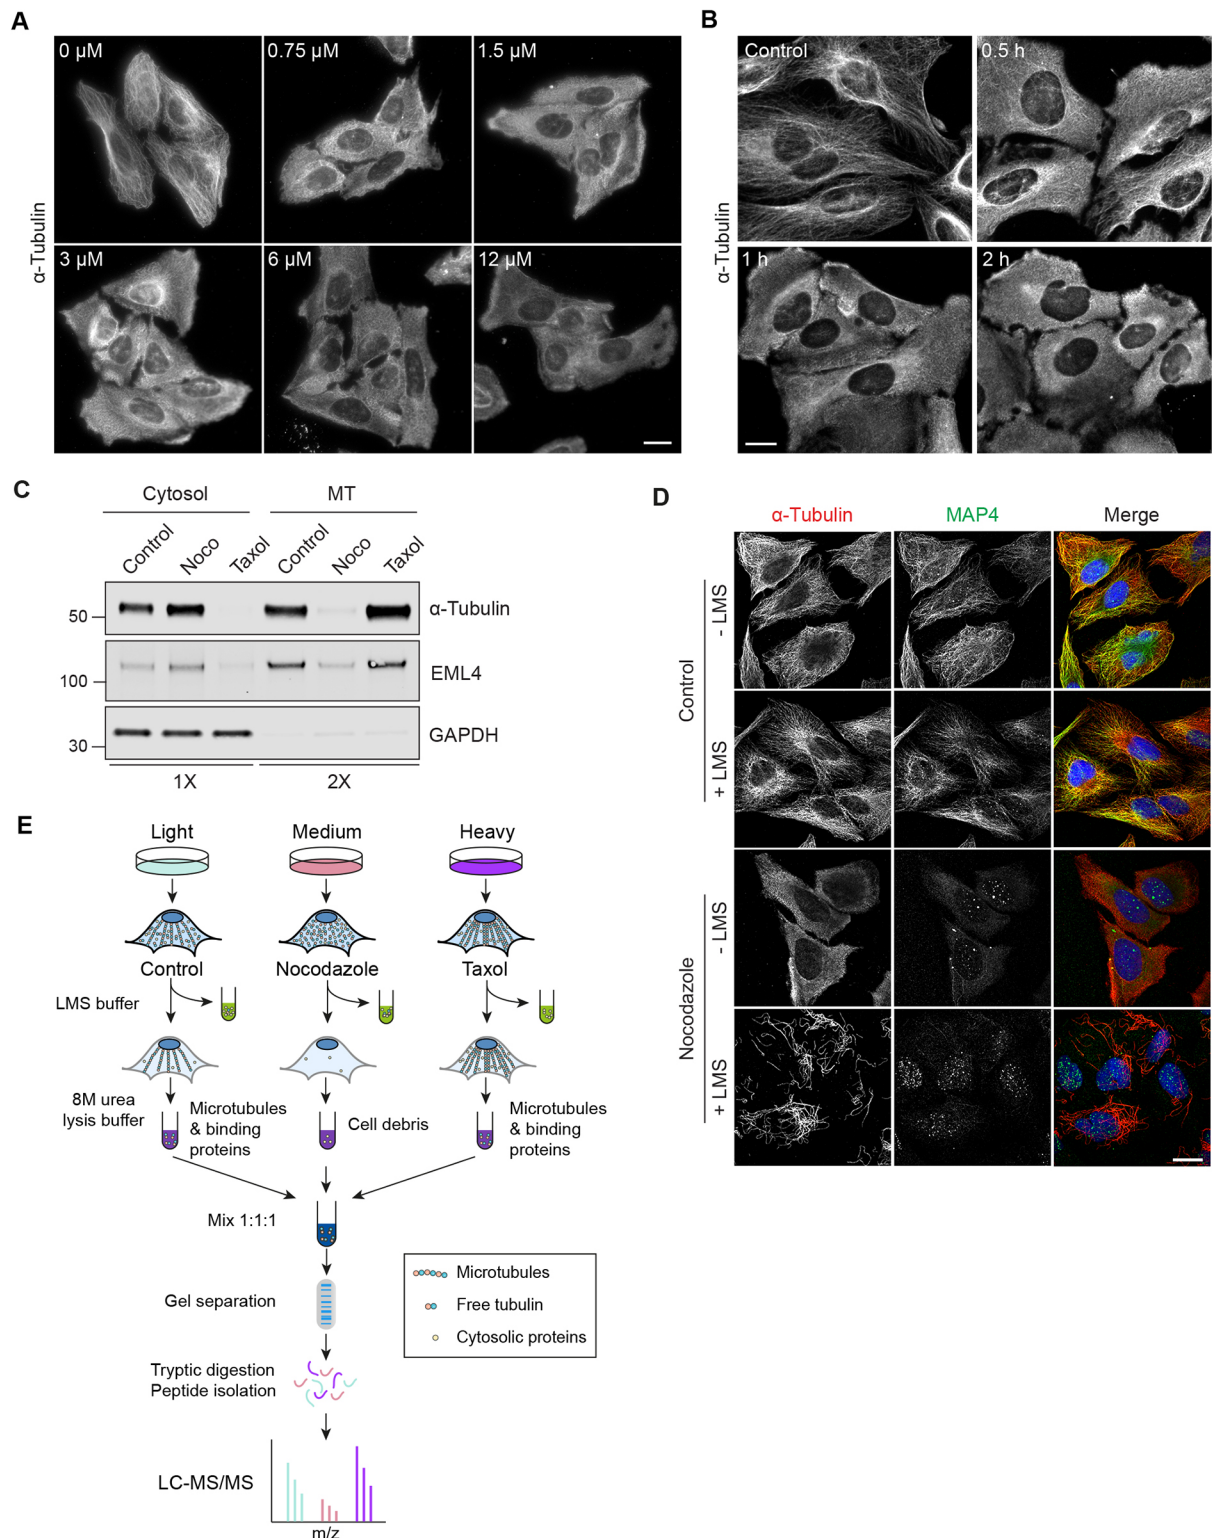 A
0 µM
0.75 µM
1.5 µM
3 µM
6 µM
12 µM
α-Tubulin
B
Control
0.5 h
1 h
2 h
α-Tubulin
C
Cytosol
MT
Control
Noco
Taxol
Control
Noco
Taxol
50
α-Tubulin
100
EML4
30
GAPDH
1X
2X
D
α-Tubulin
MAP4
Merge
Control
- LMS
+ LMS
Nocodazole
- LMS
+ LMS
E
Light
Medium
Heavy
Control
Nocodazole
Taxol
LMS buffer
8M urea
lysis buffer
Microtubules
& binding
proteins
Cell debris
Microtubules
& binding
proteins
Mix 1:1:1
Gel separation
Microtubules
Free tubulin
Cytosolic proteins
Tryptic digestion
Peptide isolation
LC-MS/MS
m/z